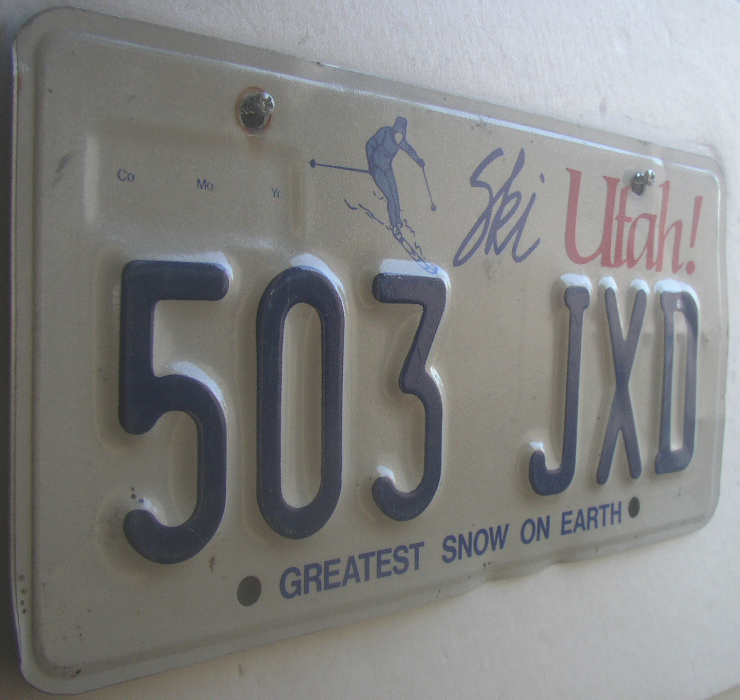 Co Mo Yr
Ski Utah!
503 JXD
GREATEST SNOW ON EARTH